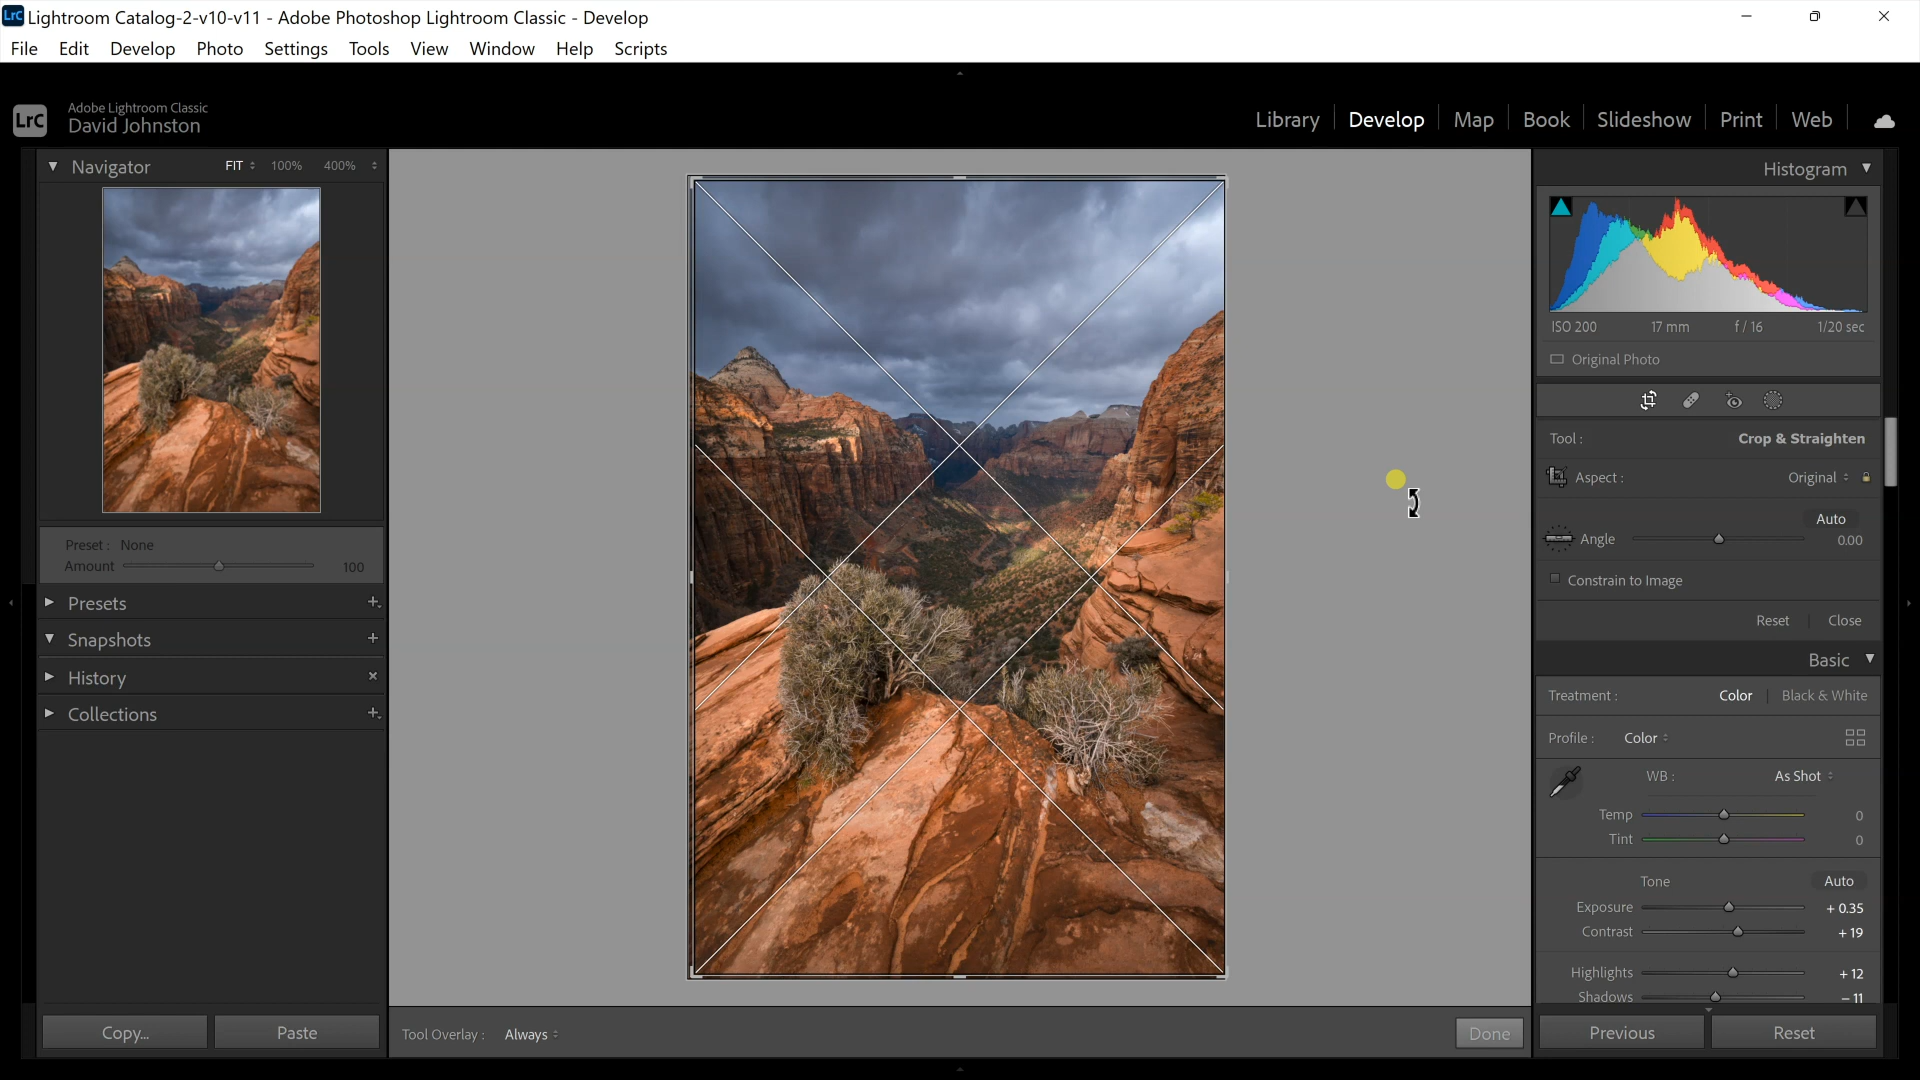 LrC Lightroom Catalog-2-v10-v11 - Adobe Photoshop Lightroom Classic - Develop
File Edit Develop Photo Settings Tools View Window Help Scripts
LrC
Adobe Lightroom Classic
David Johnston
Library Develop Map Book Slideshow Print Web
Navigator FIT 100% 400%
Preset : None
Amount 100
Presets
Snapshots
History
Collections
Copy... Paste
Tool Overlay : Always
Done
Histogram
ISO 200 17 mm f / 16 1/20 sec
Original Photo
Tool : Crop & Straighten
Aspect : Original
Auto
Angle 0.00
Constrain to Image
Reset Close
Basic
Treatment : Color Black & White
Profile : Color
WB : As Shot
Temp 0
Tint 0
Tone Auto
Exposure + 0.35
Contrast + 19
Highlights + 12
Shadows – 11
Previous Reset